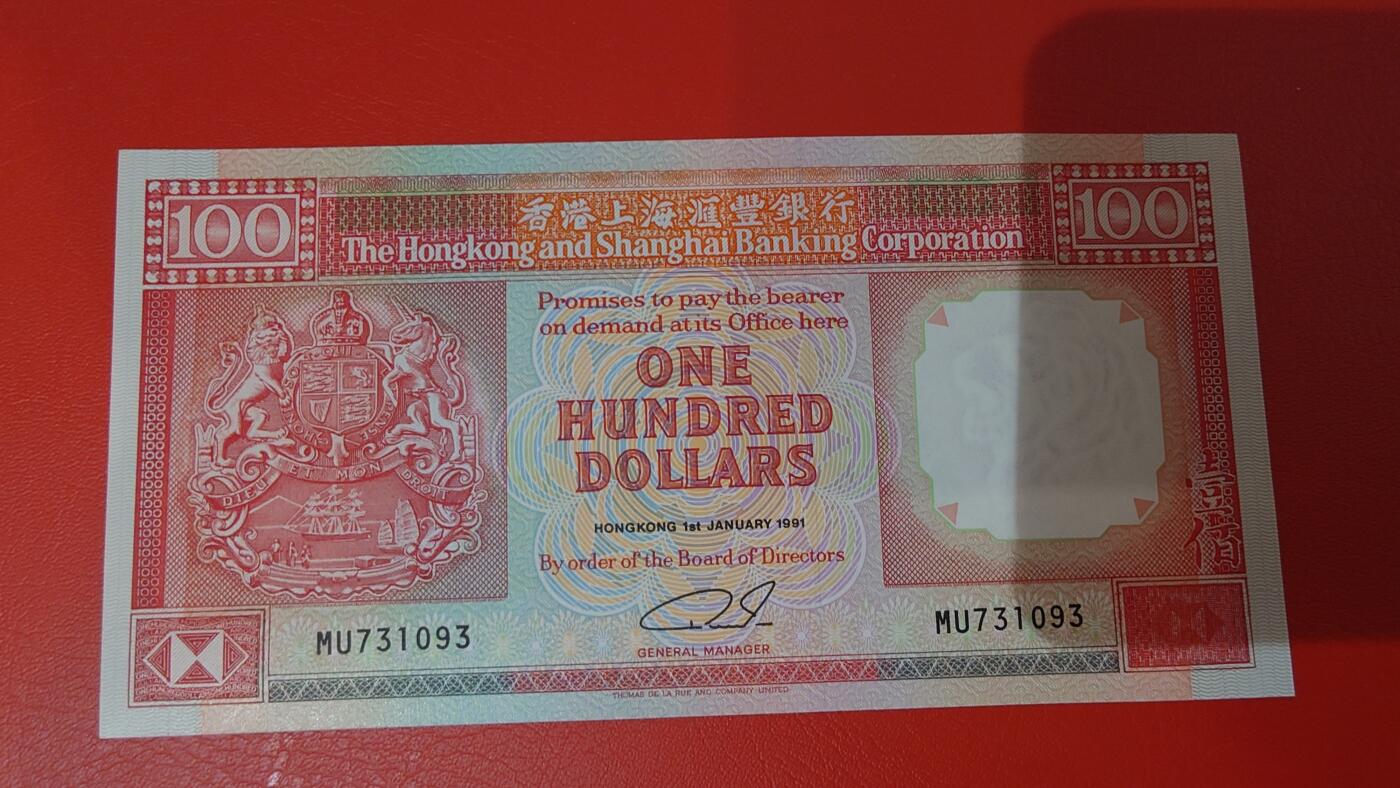 100
香港上海滙豐銀行
100
The Hongkong and Shanghai Banking Corporation
Promises to pay the bearer
on demand at its Office here
ONE
HUNDRED
DOLLARS
DIEU ET MON DROIT
HONGKONG 1st JANUARY 1991
By order of the Board of Directors
MU731093
MU731093
GENERAL MANAGER
THOMAS DE LA RUE AND COMPANY LIMITED